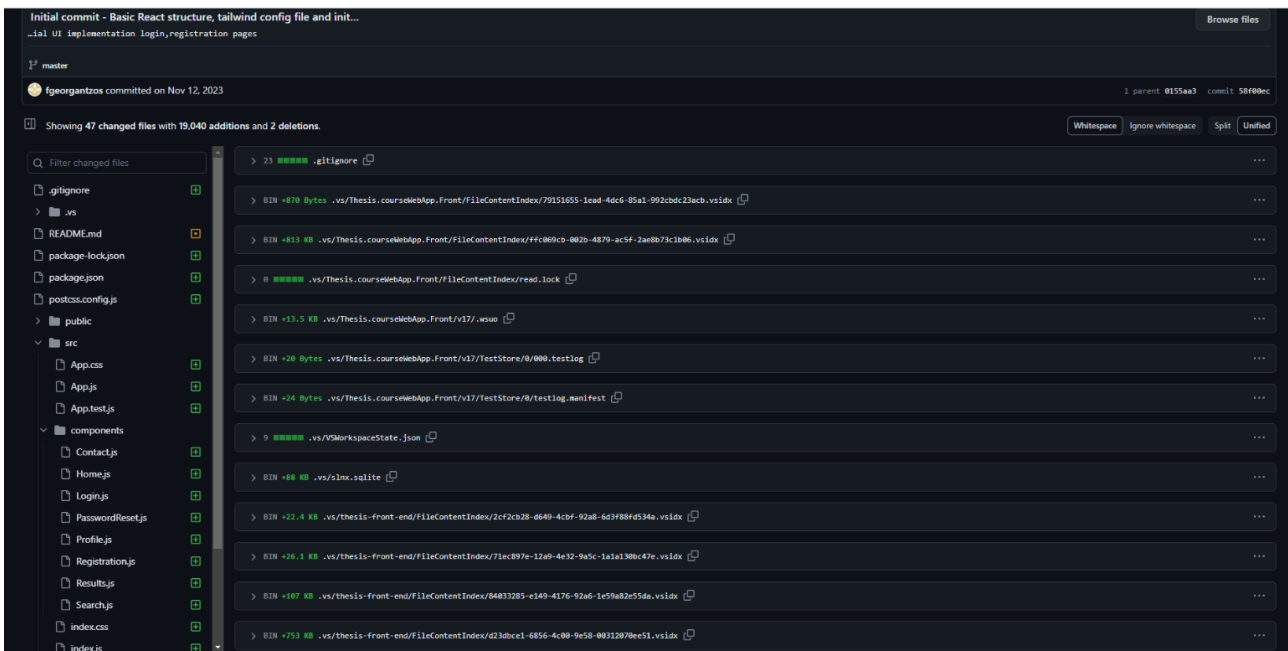 Initial commit - Basic React structure, tailwind config file and init...
Browse files
…ial UI implementation login,registration pages
master
fgeorgantzos committed on Nov 12, 2023
1 parent 0155aa3 commit 58f00ec
Showing 47 changed files with 19,040 additions and 2 deletions.
Whitespace Ignore whitespace Split Unified
Filter changed files
.gitignore
.vs
README.md
package-lock.json
package.json
postcss.config.js
public
src
App.css
App.js
App.test.js
components
Contact.js
Home.js
Login.js
PasswordReset.js
Profile.js
Registration.js
Results.js
Search.js
index.css
index.js
23 .gitignore
BIN +870 Bytes .vs/Thesis.courseWebApp.Front/FileContentIndex/79151655-1ead-4dc6-85a1-992cbdc23acb.vsidx
BIN +813 KB .vs/Thesis.courseWebApp.Front/FileContentIndex/ffc069cb-002b-4879-ac5f-2ae8b73c1b06.vsidx
0 .vs/Thesis.courseWebApp.Front/FileContentIndex/read.lock
BIN +13.5 KB .vs/Thesis.courseWebApp.Front/v17/.wsuo
BIN +20 Bytes .vs/Thesis.courseWebApp.Front/v17/TestStore/0/000.testlog
BIN +24 Bytes .vs/Thesis.courseWebApp.Front/v17/TestStore/0/testlog.manifest
9 .vs/VSWorkspaceState.json
BIN +88 KB .vs/slnx.sqlite
BIN +22.4 KB .vs/thesis-front-end/FileContentIndex/2cf2cb28-d649-4cbf-92a8-6d3f88fd534a.vsidx
BIN +26.1 KB .vs/thesis-front-end/FileContentIndex/71ec897e-12a9-4e32-9a5c-1a1a130bc47e.vsidx
BIN +107 KB .vs/thesis-front-end/FileContentIndex/84033285-e149-4176-92a6-1e59a82e55da.vsidx
BIN +753 KB .vs/thesis-front-end/FileContentIndex/d23dbce1-6856-4c00-9e58-00312070ee51.vsidx